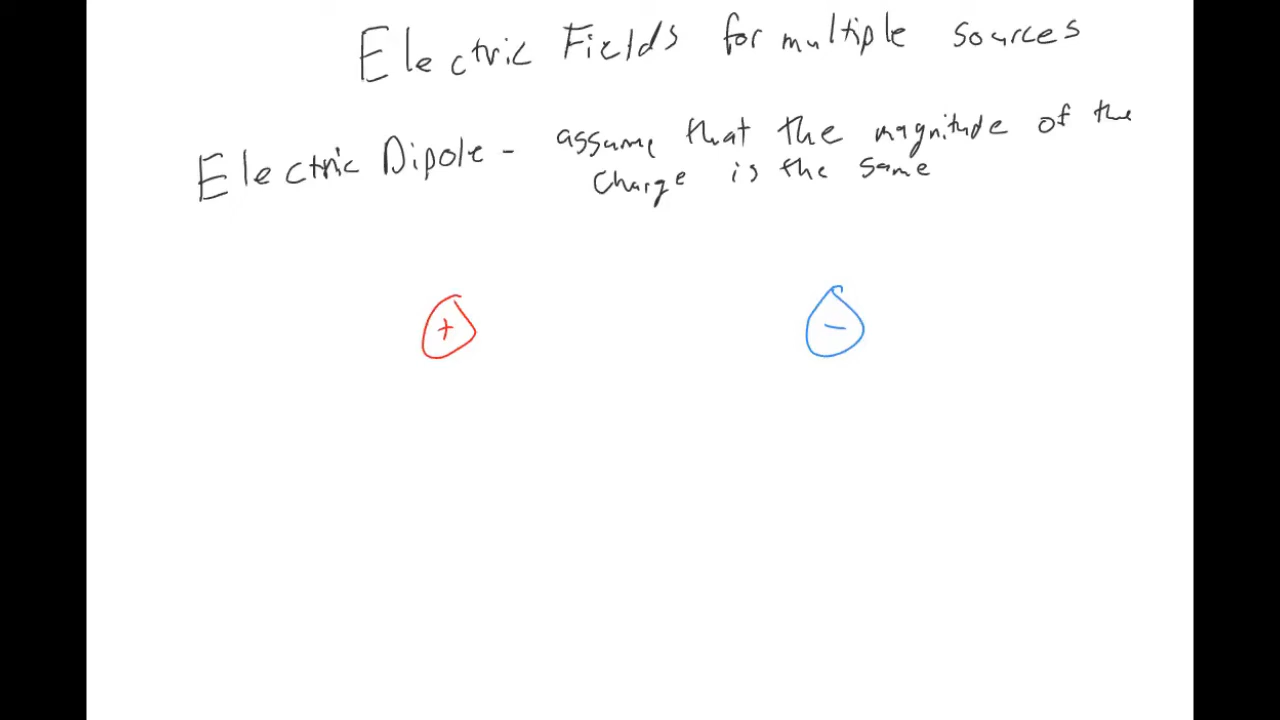 Electric Fields for multiple sources
Electric Dipole - assume that the magnitude of the
charge is the same
+ -